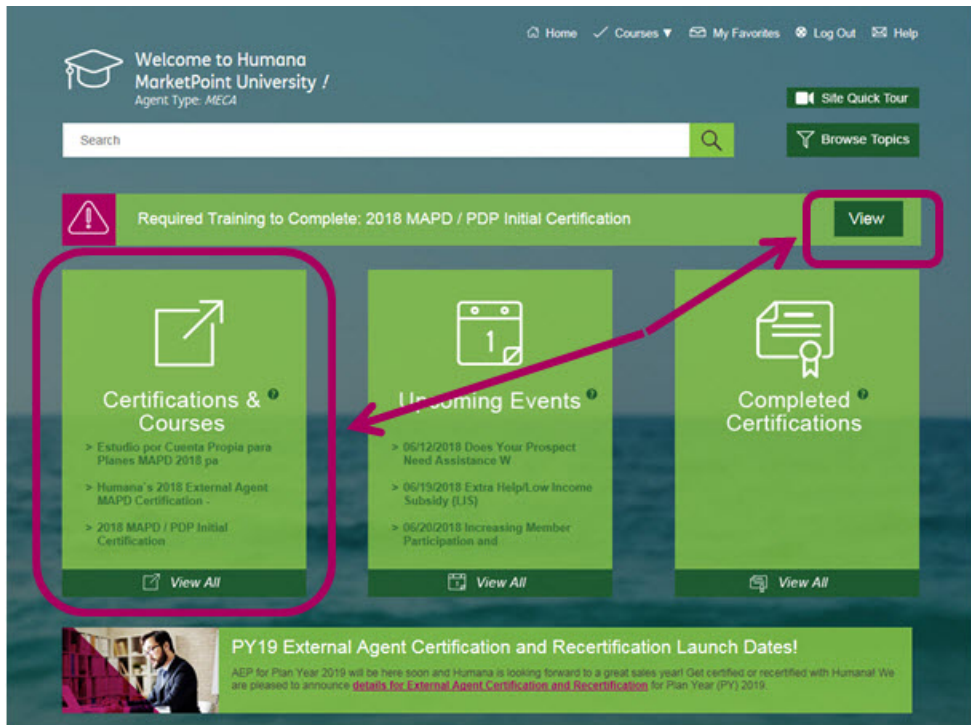 Home Courses ▼ My Favorites Log Out Help
Welcome to Humana
MarketPoint University !
Agent Type: MECA
Site Quick Tour
Search
Browse Topics
Required Training to Complete: 2018 MAPD / PDP Initial Certification
View
1
Certifications & ?
Courses
> Estudio por Cuenta Propia para
Planes MAPD 2018 pa
> Humana`s 2018 External Agent
MAPD Certification -
> 2018 MAPD / PDP Initial
Certification
View All
Upcoming Events ?
> 06/12/2018 Does Your Prospect
Need Assistance W
> 06/19/2018 Extra Help/Low Income
Subsidy (LIS)
> 06/20/2018 Increasing Member
Participation and
View All
Completed ?
Certifications
View All
PY19 External Agent Certification and Recertification Launch Dates!
AEP for Plan Year 2019 will be here soon and Humana is looking forward to a great sales year! Get certified or recertified with Humana! We
are pleased to announce details for External Agent Certification and Recertification for Plan Year (PY) 2019.